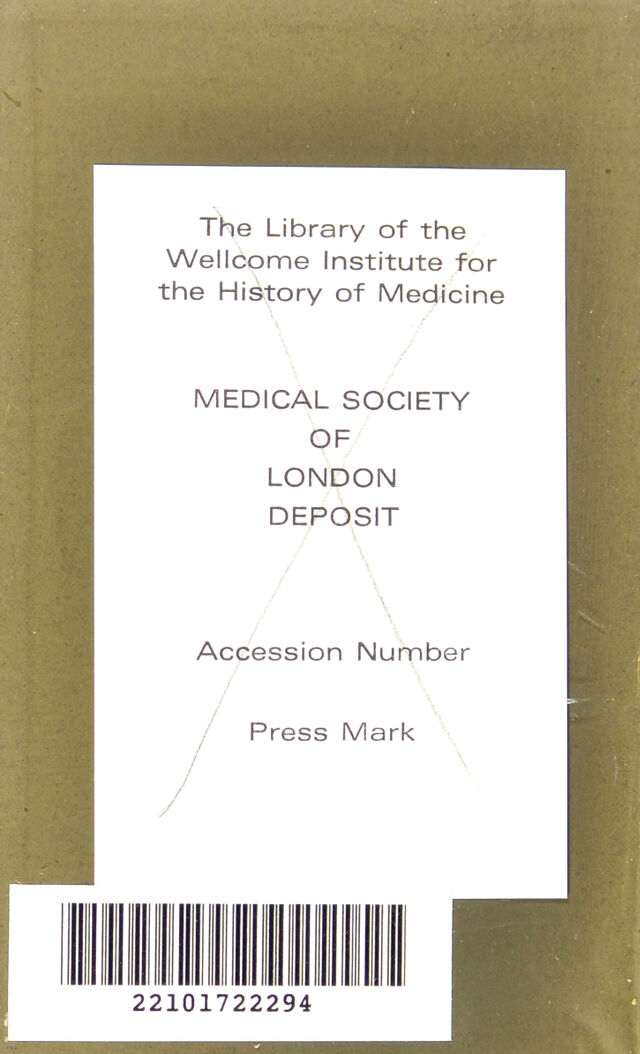 The Library of the
Wellcome Institute for
the History of Medicine
MEDICAL SOCIETY
OF
LONDON
DEPOSIT
Accession Number
Press Mark
22101722294